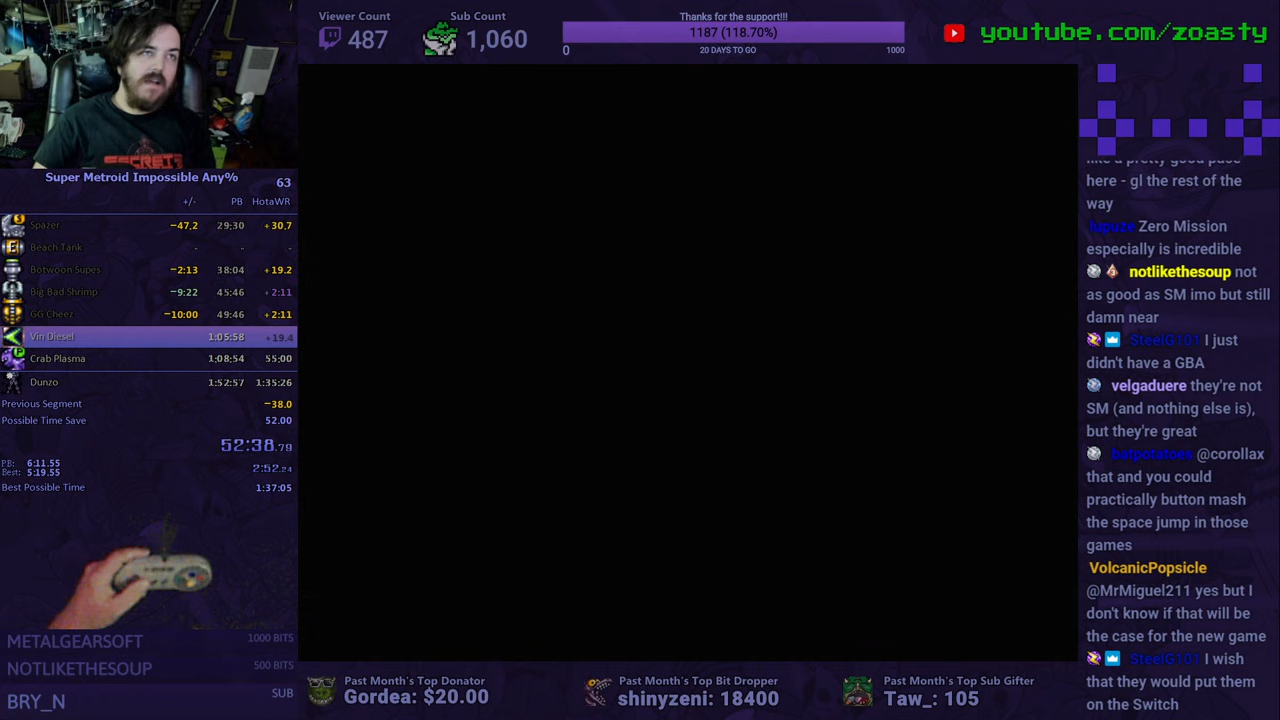 Viewer Count
487
Sub Count
1,060
Thanks for the support!!!
1187 (118.70%)
0
20 DAYS TO GO
1000
youtube.com/zoasty
Super Metroid Impossible Any%
63
+/-
PB
HotaWR
Spazer
−47.2
29:30
+30.7
Beach Tank
-
-
-
Botwoon Supes
−2:13
38:04
+19.2
Big Bad Shrimp
−9:22
45:46
+2:11
GG Cheez
−10:00
49:46
+2:11
Vin Diesel
1:05:58
+19.4
Crab Plasma
1:08:54
55:00
Dunzo
1:52:57
1:35:26
Previous Segment
−38.0
Possible Time Save
52.00
52:38.79
PB: 6:11.55
Best: 5:19.55
2:52.24
Best Possible Time
1:37:05
METALGEARSOFT
1000 BITS
NOTLIKETHESOUP
500 BITS
BRY_N
SUB
like a pretty good pace
here - gl the rest of the
way
lupuze Zero Mission
especially is incredible
notlikethesoup not
as good as SM imo but still
damn near
SteelG101 I just
didn't have a GBA
velgaduere they're not
SM (and nothing else is),
but they're great
batpotatoes @corollax
that and you could
practically button mash
the space jump in those
games
VolcanicPopsicle
@MrMiguel211 yes but I
don't know if that will be
the case for the new game
SteelG101 I wish
that they would put them
on the Switch
Past Month's Top Donator
Gordea: $20.00
Past Month's Top Bit Dropper
shinyzeni: 18400
Past Month's Top Sub Gifter
Taw_: 105